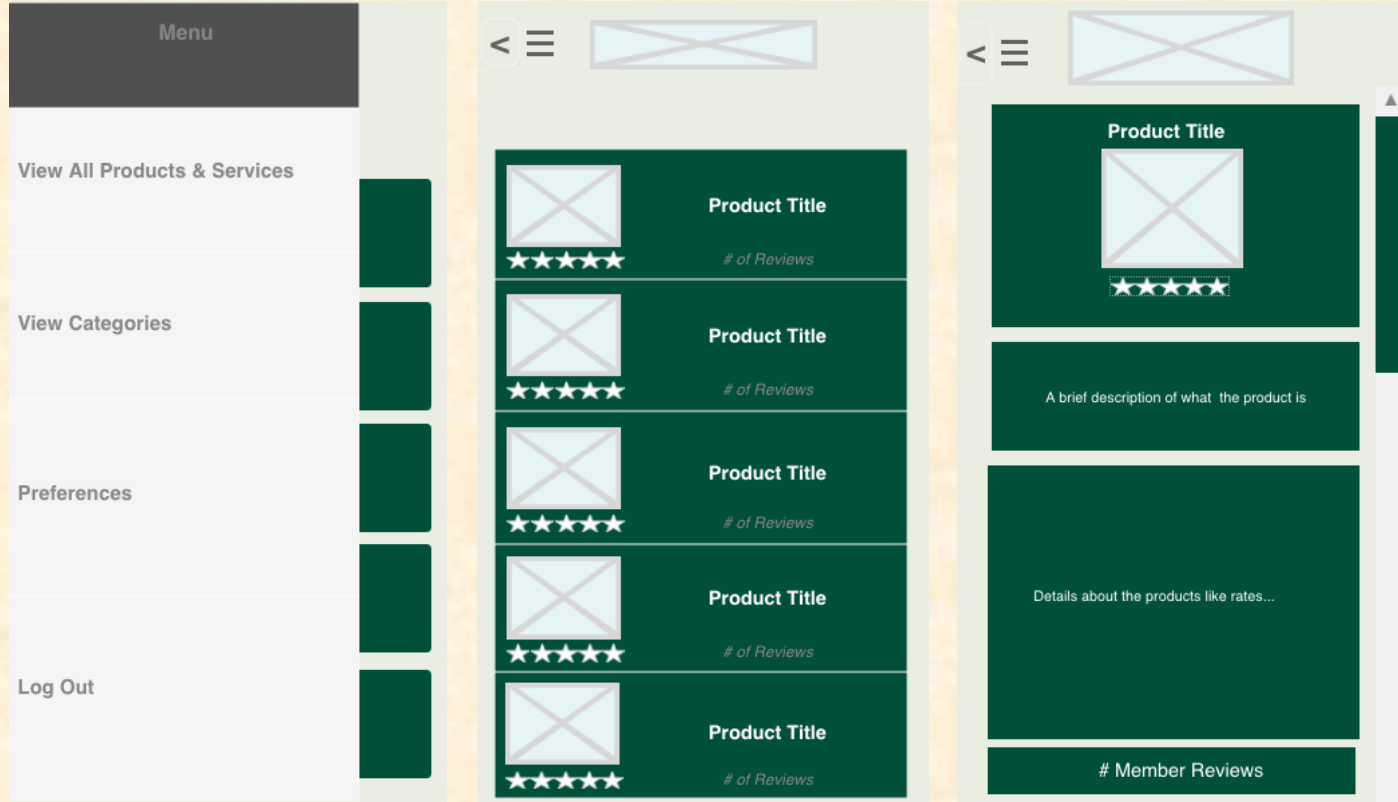 Menu
View All Products & Services
View Categories
Preferences
Log Out
<
Product Title
# of Reviews
Product Title
# of Reviews
Product Title
# of Reviews
Product Title
# of Reviews
Product Title
# of Reviews
<
Product Title
A brief description of what the product is
Details about the products like rates...
# Member Reviews